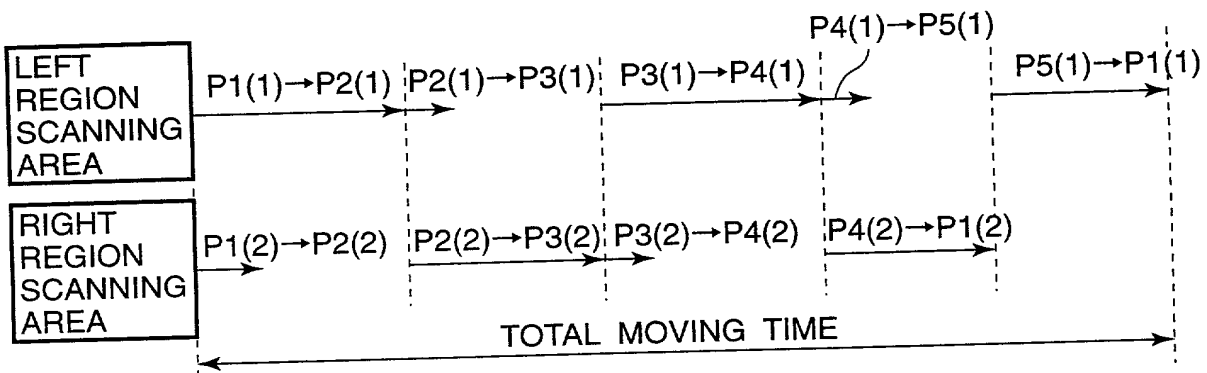 P4(1)→P5(1)
LEFT
REGION
SCANNING
AREA
P1(1)→P2(1)
P2(1)→P3(1)
P3(1)→P4(1)
P5(1)→P1(1)
RIGHT
REGION
SCANNING
AREA
P1(2)→P2(2)
P2(2)→P3(2)
P3(2)→P4(2)
P4(2)→P1(2)
TOTAL MOVING TIME